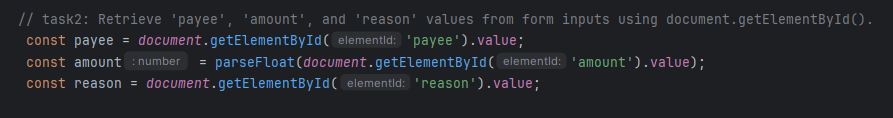 // task2: Retrieve 'payee', 'amount', and 'reason' values from form inputs using document.getElementById().
const payee = document.getElementById( elementId: 'payee').value;
const amount : number = parseFloat(document.getElementById( elementId: 'amount').value);
const reason = document.getElementById( elementId: 'reason').value;